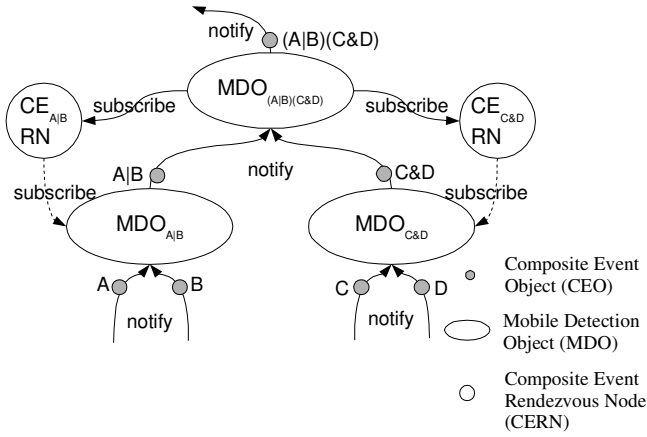 notify
(A|B)(C&D)
MDO(A|B)(C&D)
CEA|B
RN
subscribe
subscribe
CEC&D
RN
A|B
notify
C&D
subscribe
subscribe
MDOA|B
MDOC&D
A
B
C
D
notify
notify
Composite Event
Object (CEO)
Mobile Detection
Object (MDO)
Composite Event
Rendezvous Node
(CERN)